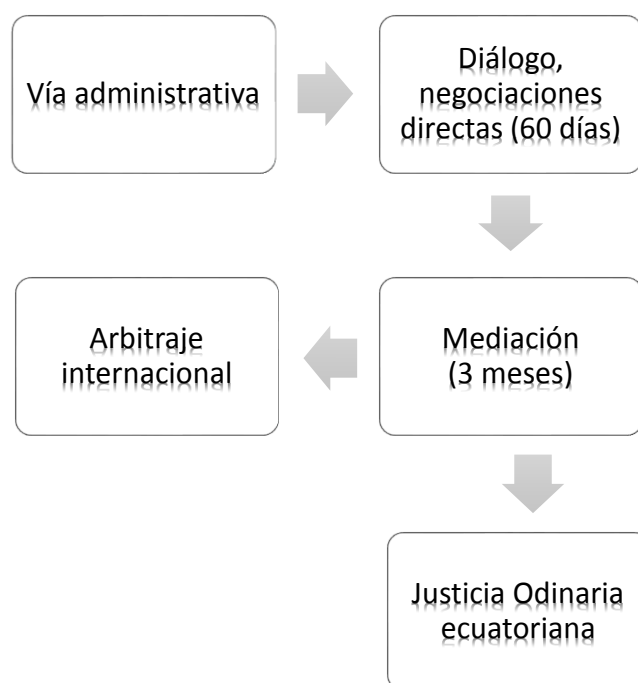 Vía administrativa
Diálogo,
negociaciones
directas (60 días)
Mediación
(3 meses)
Arbitraje
internacional
Justicia Odinaria
ecuatoriana